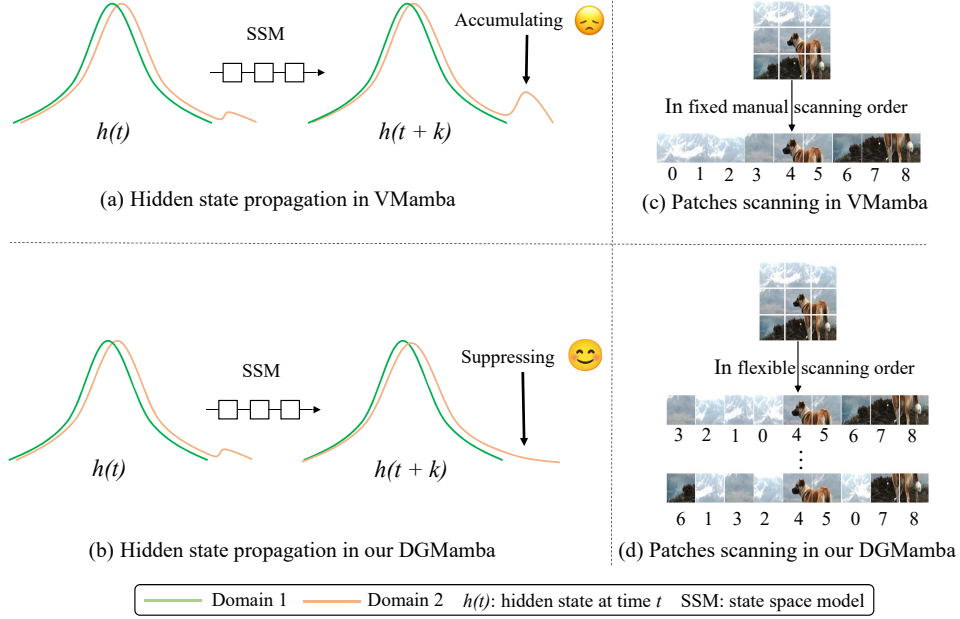 SSM
Accumulating
h(t)
h(t + k)
(a) Hidden state propagation in VMamba
In fixed manual scanning order
0 1 2 3 4 5 6 7 8
(c) Patches scanning in VMamba
SSM
Suppressing
h(t)
h(t + k)
(b) Hidden state propagation in our DGMamba
In flexible scanning order
3 2 1 0 4 5 6 7 8
6 1 3 2 4 5 0 7 8
(d) Patches scanning in our DGMamba
Domain 1 Domain 2 h(t): hidden state at time t SSM: state space model